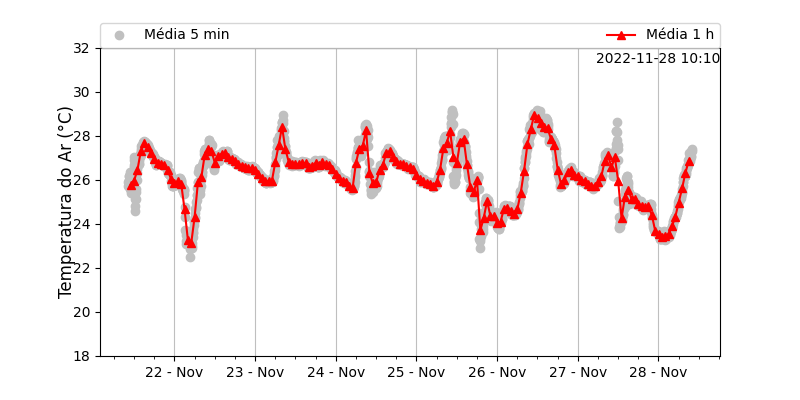 Média 5 min
Média 1 h
2022-11-28 10:10
Temperatura do Ar (°C)
32
30
28
26
24
22
20
18
22 - Nov
23 - Nov
24 - Nov
25 - Nov
26 - Nov
27 - Nov
28 - Nov